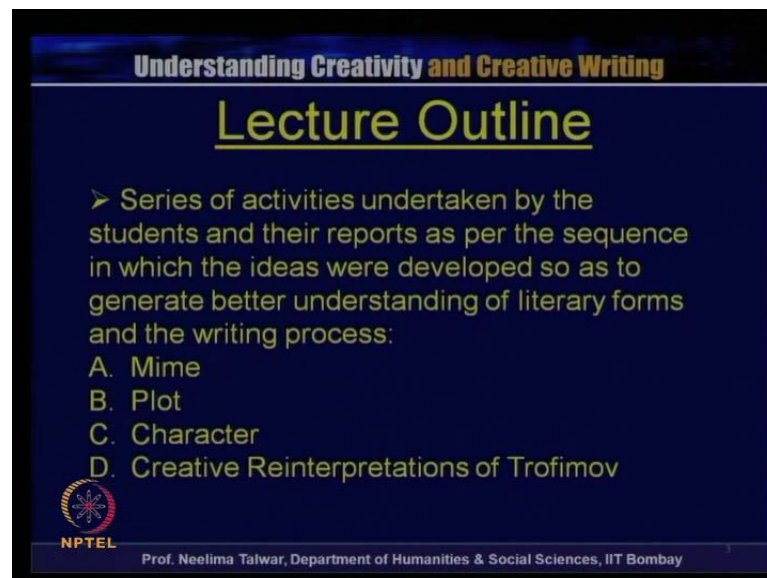 Understanding Creativity and Creative Writing
Lecture Outline
➢ Series of activities undertaken by the
students and their reports as per the sequence
in which the ideas were developed so as to
generate better understanding of literary forms
and the writing process:
A. Mime
B. Plot
C. Character
D. Creative Reinterpretations of Trofimov
NPTEL
Prof. Neelima Talwar, Department of Humanities & Social Sciences, IIT Bombay
3